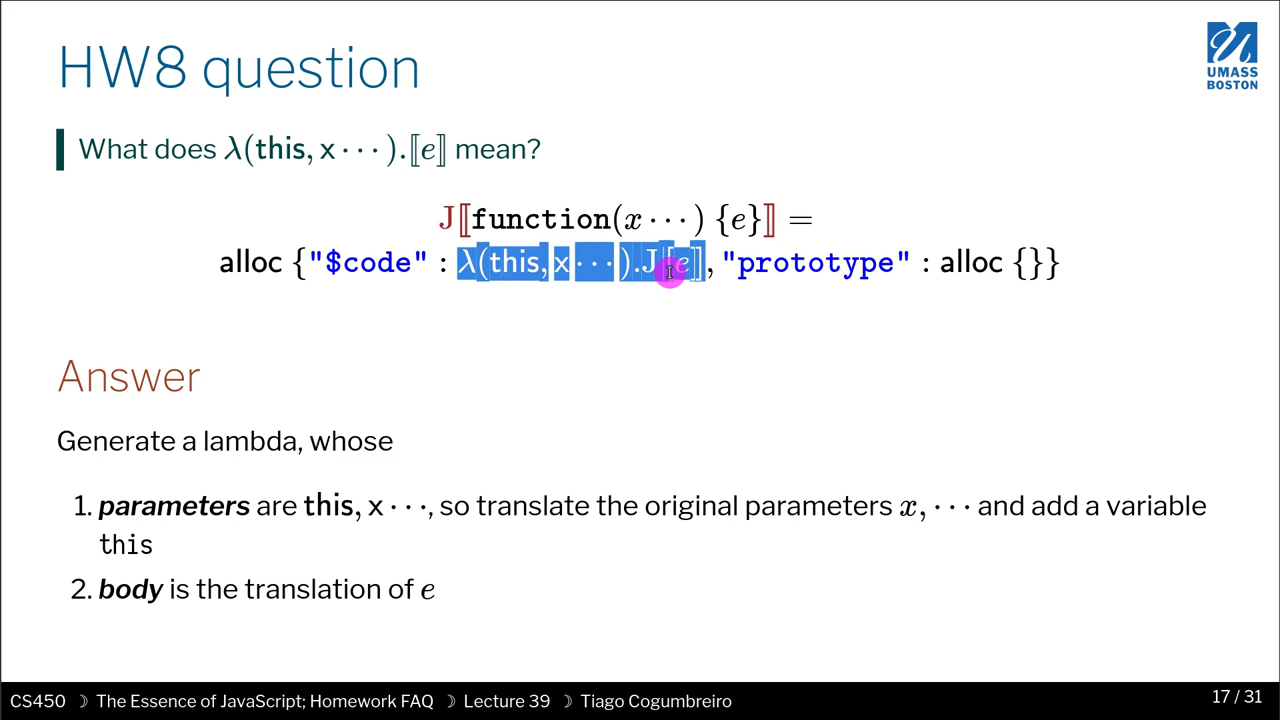 HW8 question
UMASS
BOSTON
What does λ(this, x ⋯ ).⟦e⟧ mean?
J⟦function(x ⋯ ) {e}⟧ =
alloc {"$code" : λ(this, x ⋯ ).J⟦e⟧, "prototype" : alloc {}}
Answer
Generate a lambda, whose
1. parameters are this, x ⋯ , so translate the original parameters x, ⋯ and add a variable
this
2. body is the translation of e
CS450 ☽ The Essence of JavaScript; Homework FAQ ☽ Lecture 39 ☽ Tiago Cogumbreiro
17 / 31